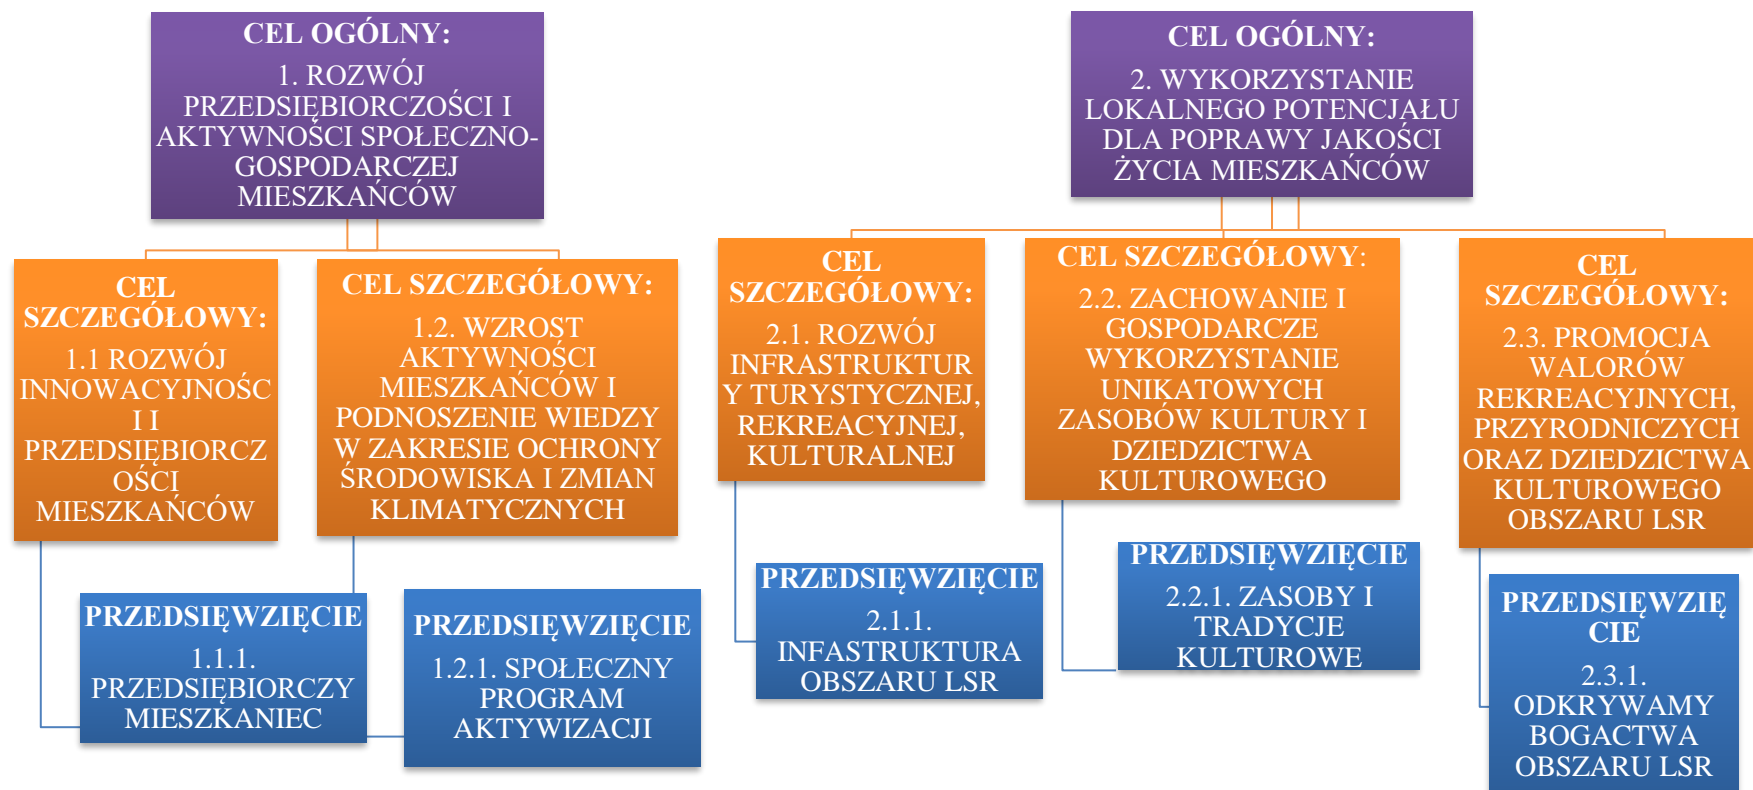 CEL OGÓLNY:
1. ROZWÓJ
PRZEDSIĘBIORCZOŚCI I
AKTYWNOŚCI SPOŁECZNO-
GOSPODARCZEJ
MIESZKAŃCÓW
CEL
SZCZEGÓŁOWY:
1.1 ROZWÓJ
INNOWACYJNOŚC
I I
PRZEDSIĘBIORCZ
OŚCI
MIESZKAŃCÓW
PRZEDSIĘWZIĘCIE
1.1.1.
PRZEDSIĘBIORCZY
MIESZKANIEC
CEL SZCZEGÓŁOWY:
1.2. WZROST
AKTYWNOŚCI
MIESZKAŃCÓW I
PODNOSZENIE WIEDZY
W ZAKRESIE OCHRONY
ŚRODOWISKA I ZMIAN
KLIMATYCZNYCH
PRZEDSIĘWZIĘCIE
1.2.1. SPOŁECZNY
PROGRAM
AKTYWIZACJI
CEL OGÓLNY:
2. WYKORZYSTANIE
LOKALNEGO POTENCJAŁU
DLA POPRAWY JAKOŚCI
ŻYCIA MIESZKAŃCÓW
CEL
SZCZEGÓŁOWY:
2.1. ROZWÓJ
INFRASTRUKTUR
Y TURYSTYCZNEJ,
REKREACYJNEJ,
KULTURALNEJ
PRZEDSIĘWZIĘCIE
2.1.1.
INFASTRUKTURA
OBSZARU LSR
CEL SZCZEGÓŁOWY:
2.2. ZACHOWANIE I
GOSPODARCZE
WYKORZYSTANIE
UNIKATOWYCH
ZASOBÓW KULTURY I
DZIEDZICTWA
KULTUROWEGO
PRZEDSIĘWZIĘCIE
2.2.1. ZASOBY I
TRADYCJE
KULTUROWE
CEL
SZCZEGÓŁOWY:
2.3. PROMOCJA
WALORÓW
REKREACYJNYCH,
PRZYRODNICZYCH
ORAZ DZIEDZICTWA
KULTUROWEGO
OBSZARU LSR
PRZEDSIĘWZIĘ
CIE
2.3.1.
ODKRYWAMY
BOGACTWA
OBSZARU LSR